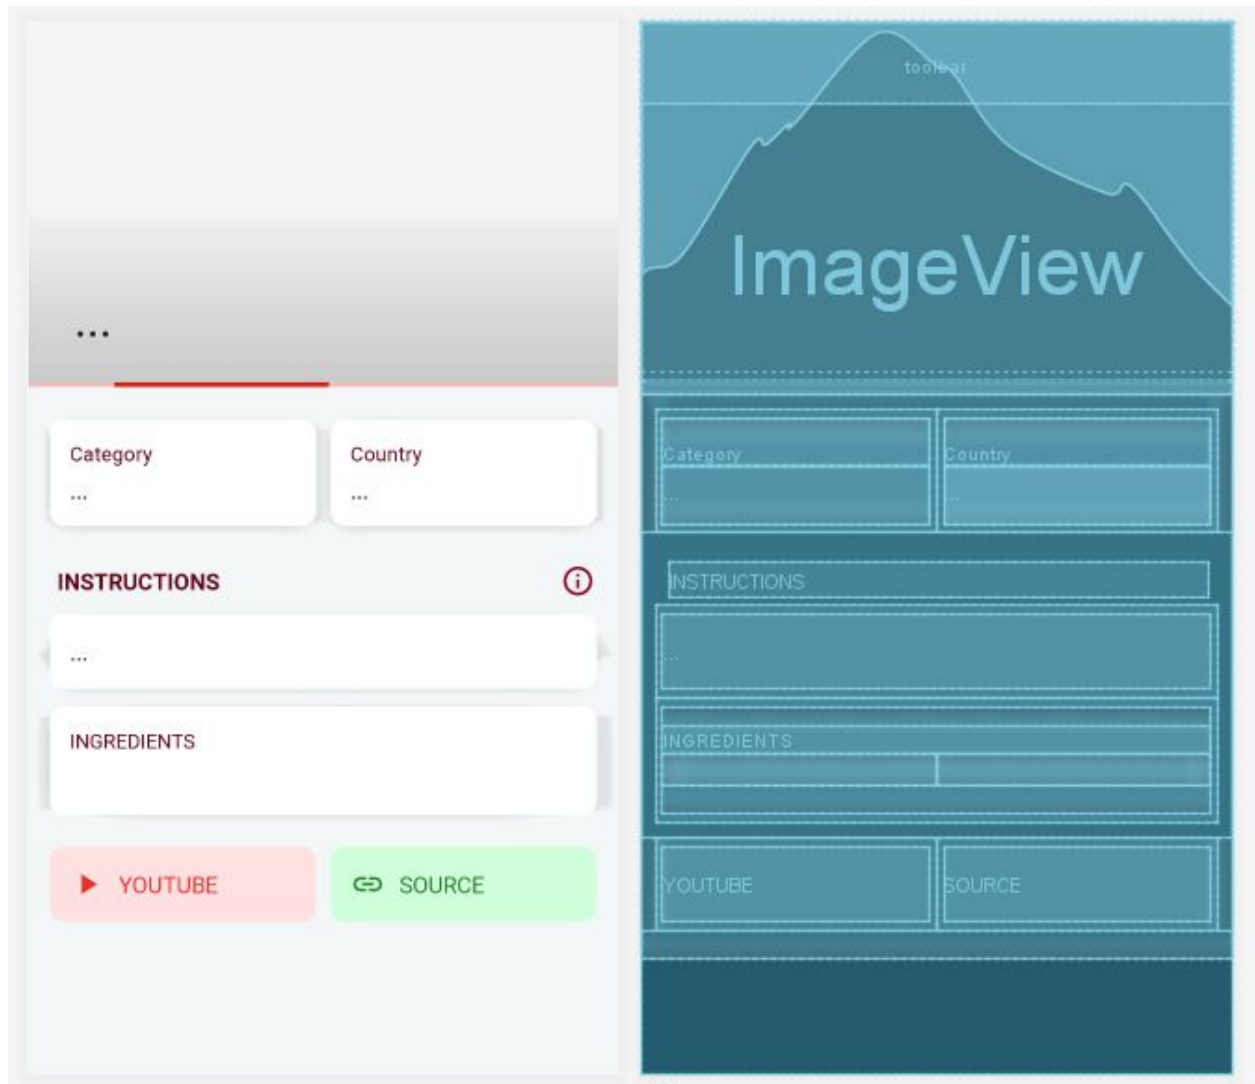 ...
Category
...
Country
...
INSTRUCTIONS
...
INGREDIENTS
YOUTUBE
SOURCE
toolbar
ImageView
Category
...
Country
...
INSTRUCTIONS
...
INGREDIENTS
YOUTUBE
SOURCE